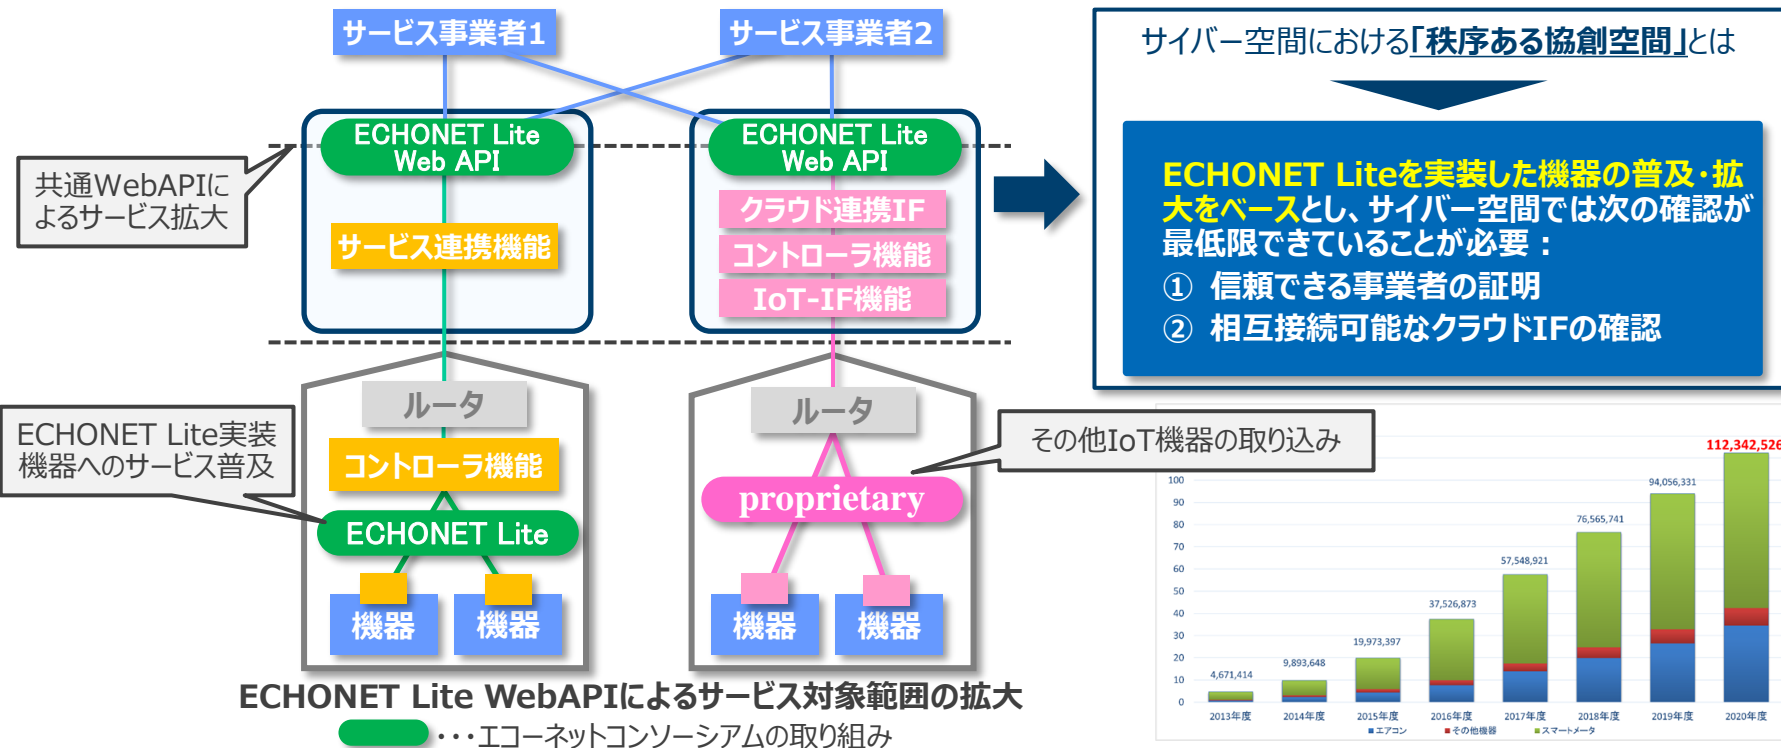 サービス事業者1
サービス事業者2
ECHONET Lite
Web API
ECHONET Lite
Web API
共通WebAPIに
よるサービス拡大
サービス連携機能
クラウド連携IF
コントローラ機能
IoT-IF機能
サイバー空間における「秩序ある協創空間」とは
ECHONET Liteを実装した機器の普及・拡
大をベースとし、サイバー空間では次の確認が
最低限できていることが必要：
① 信頼できる事業者の証明
② 相互接続可能なクラウドIFの確認
ルータ
ECHONET Lite実装
機器へのサービス普及
コントローラ機能
ECHONET Lite
機器
機器
ルータ
その他IoT機器の取り込み
proprietary
機器
機器
ECHONET Lite WebAPIによるサービス対象範囲の拡大
・・・エコーネットコンソーシアムの取り組み
100
90
80
70
60
50
40
30
20
10
0
4,671,414
9,893,648
19,973,397
37,526,873
57,548,921
76,565,741
94,056,331
112,342,526
2013年度
2014年度
2015年度
2016年度
2017年度
2018年度
2019年度
2020年度
エアコン
その他機器
スマートメータ